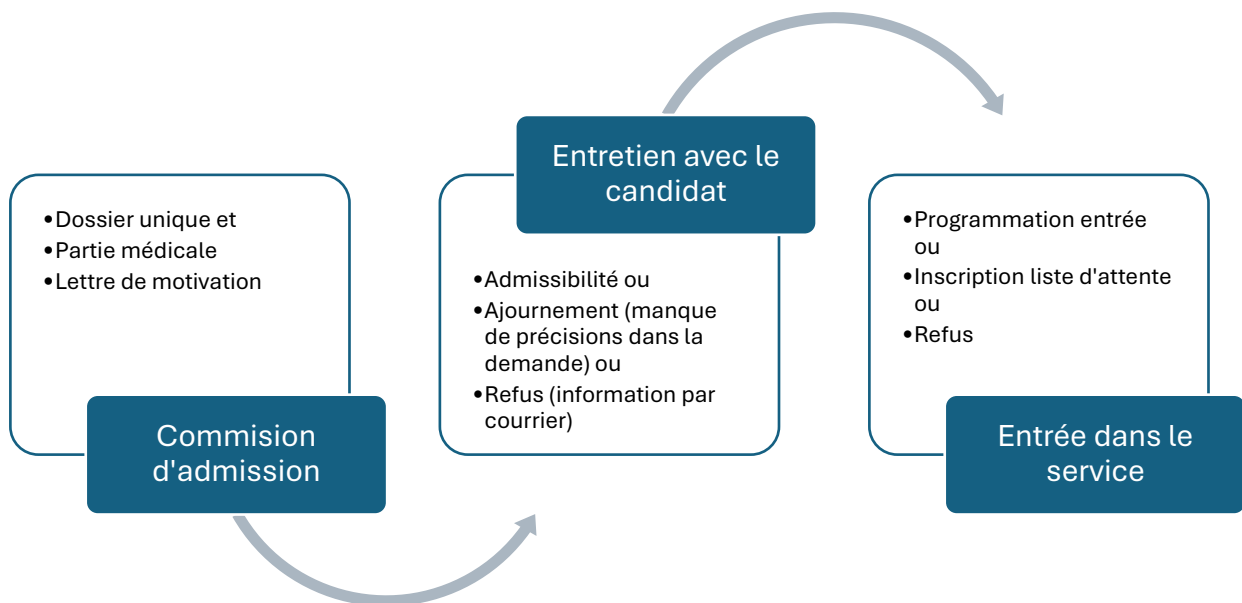 •Dossier unique et
•Partie médicale
•Lettre de motivation
Commision
d'admission
Entretien avec le
candidat
•Admissibilité ou
•Ajournement (manque
de précisions dans la
demande) ou
•Refus (information par
courrier)
•Programmation entrée
ou
•Inscription liste d'attente
ou
•Refus
Entrée dans le
service